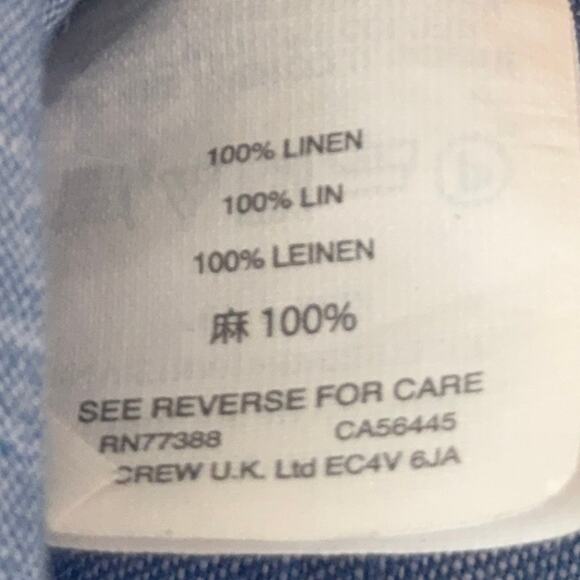 100% LINEN
100% LIN
100% LEINEN
麻 100%
SEE REVERSE FOR CARE
RN77388 CA56445
CREW U.K. Ltd EC4V 6JA